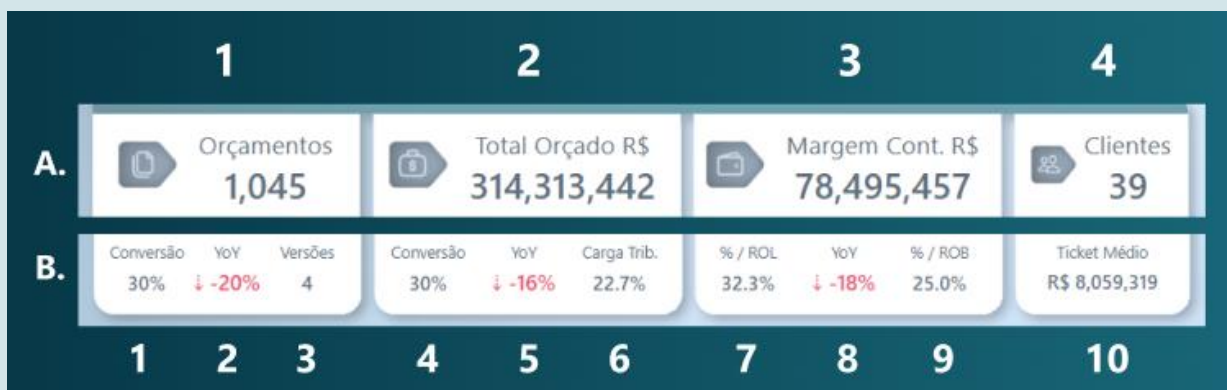 1 2 3 4
A.
Orçamentos Total Orçado R$ Margem Cont. R$ Clientes
1,045 314,313,442 78,495,457 39
B.
Conversão YoY Versões Conversão YoY Carga Trib. % / ROL YoY % / ROB Ticket Médio
30% ↓ -20% 4 30% ↓ -16% 22.7% 32.3% ↓ -18% 25.0% R$ 8,059,319
1 2 3 4 5 6 7 8 9 10